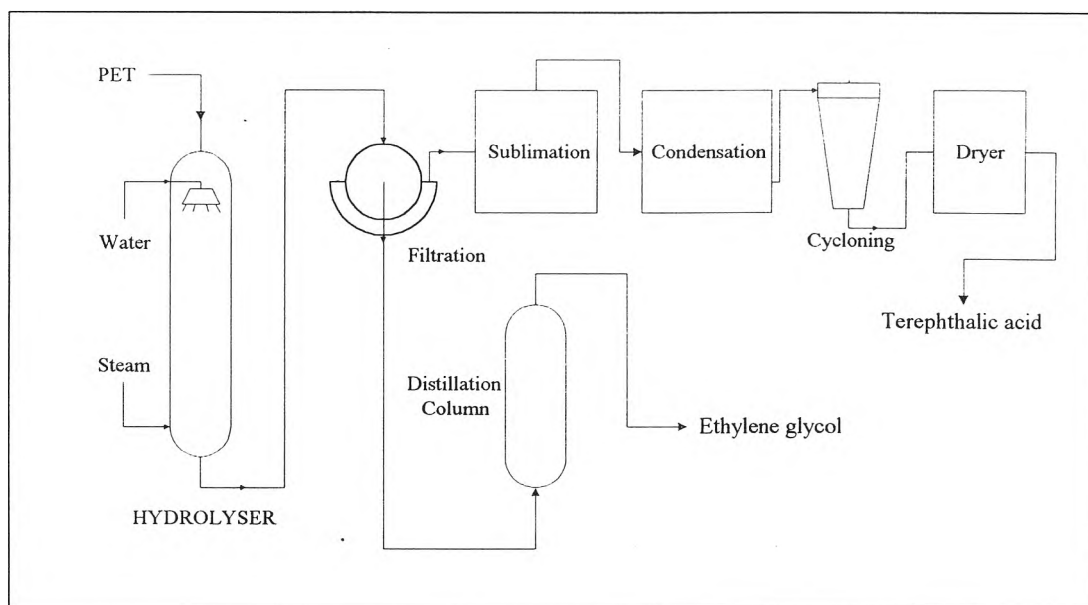 PET
Water
Steam
HYDROLYSER
Filtration
Sublimation
Condensation
Cycloning
Dryer
Terephthalic acid
Distillation
Column
Ethylene glycol